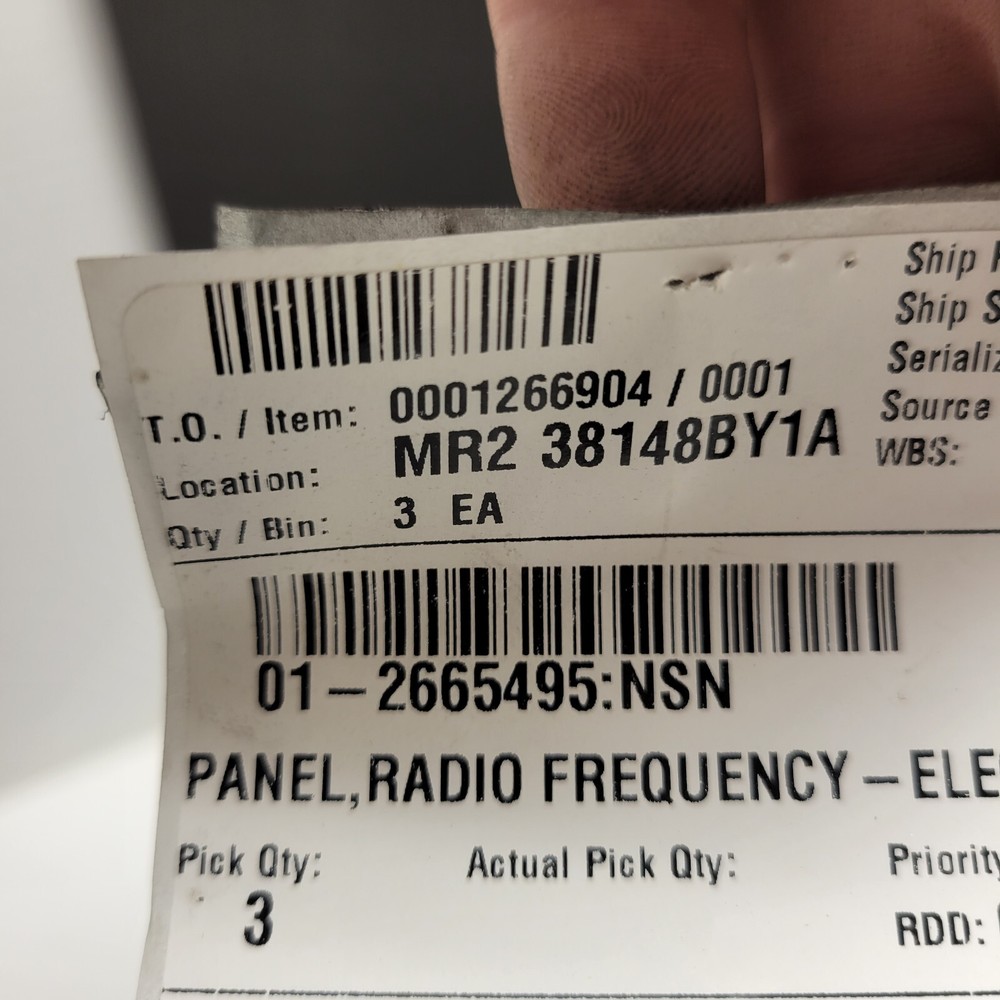 Ship
Ship S
Serializ
T.O. / Item: 0001266904 / 0001
Source
Location: MR2 38148BY1A
WBS:
Qty / Bin: 3 EA
01-2665495:NSN
PANEL,RADIO FREQUENCY-ELE
Pick Qty: Actual Pick Qty: Priority
3
RDD: